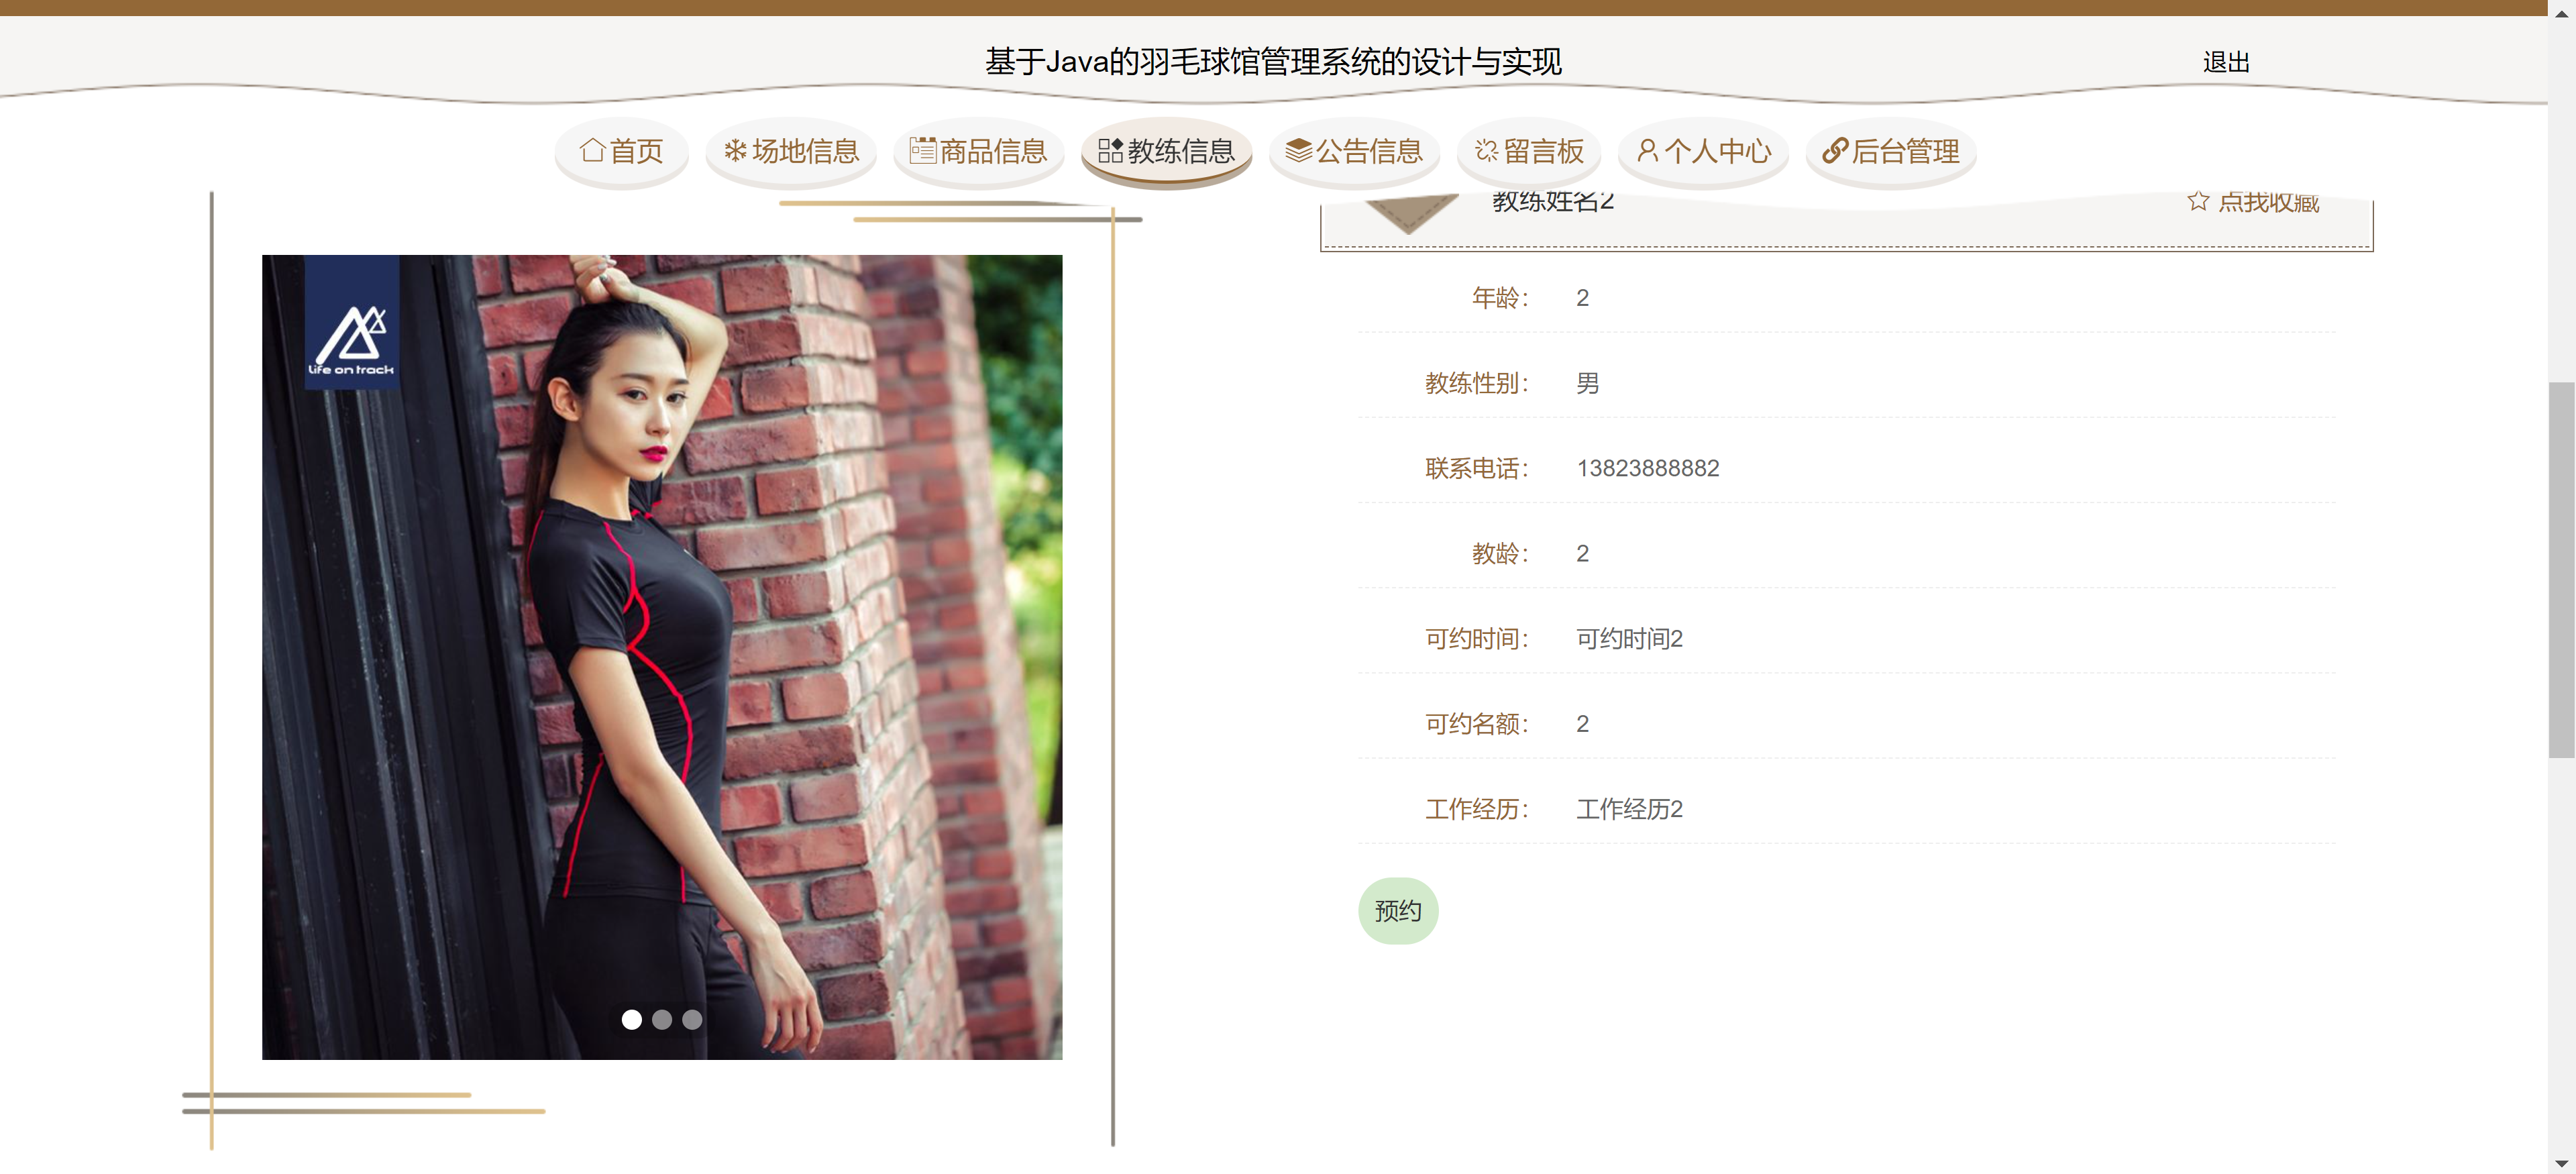 基于Java的羽毛球馆管理系统的设计与实现
退出
首页 场地信息 商品信息 教练信息 公告信息 留言板 个人中心 后台管理
教练姓名2
点我收藏
life on track
年龄： 2
教练性别： 男
联系电话： 13823888882
教龄： 2
可约时间： 可约时间2
可约名额： 2
工作经历： 工作经历2
预约